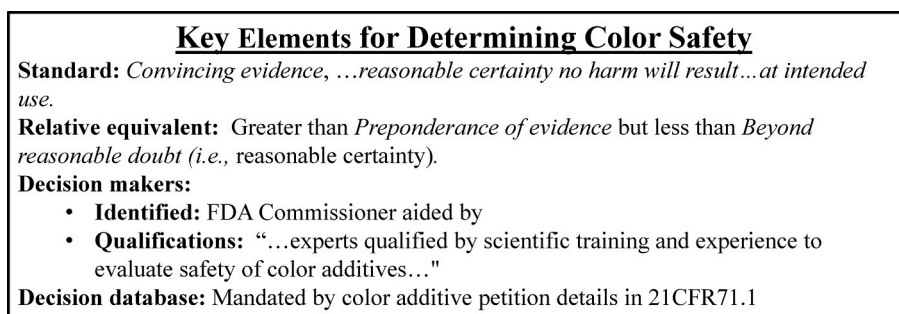 Key Elements for Determining Color Safety
Standard: Convincing evidence, …reasonable certainty no harm will result…at intended
use.
Relative equivalent:  Greater than Preponderance of evidence but less than Beyond
reasonable doubt (i.e., reasonable certainty).
Decision makers:
• Identified: FDA Commissioner aided by
• Qualifications:  “…experts qualified by scientific training and experience to
evaluate safety of color additives…"
Decision database: Mandated by color additive petition details in 21CFR71.1